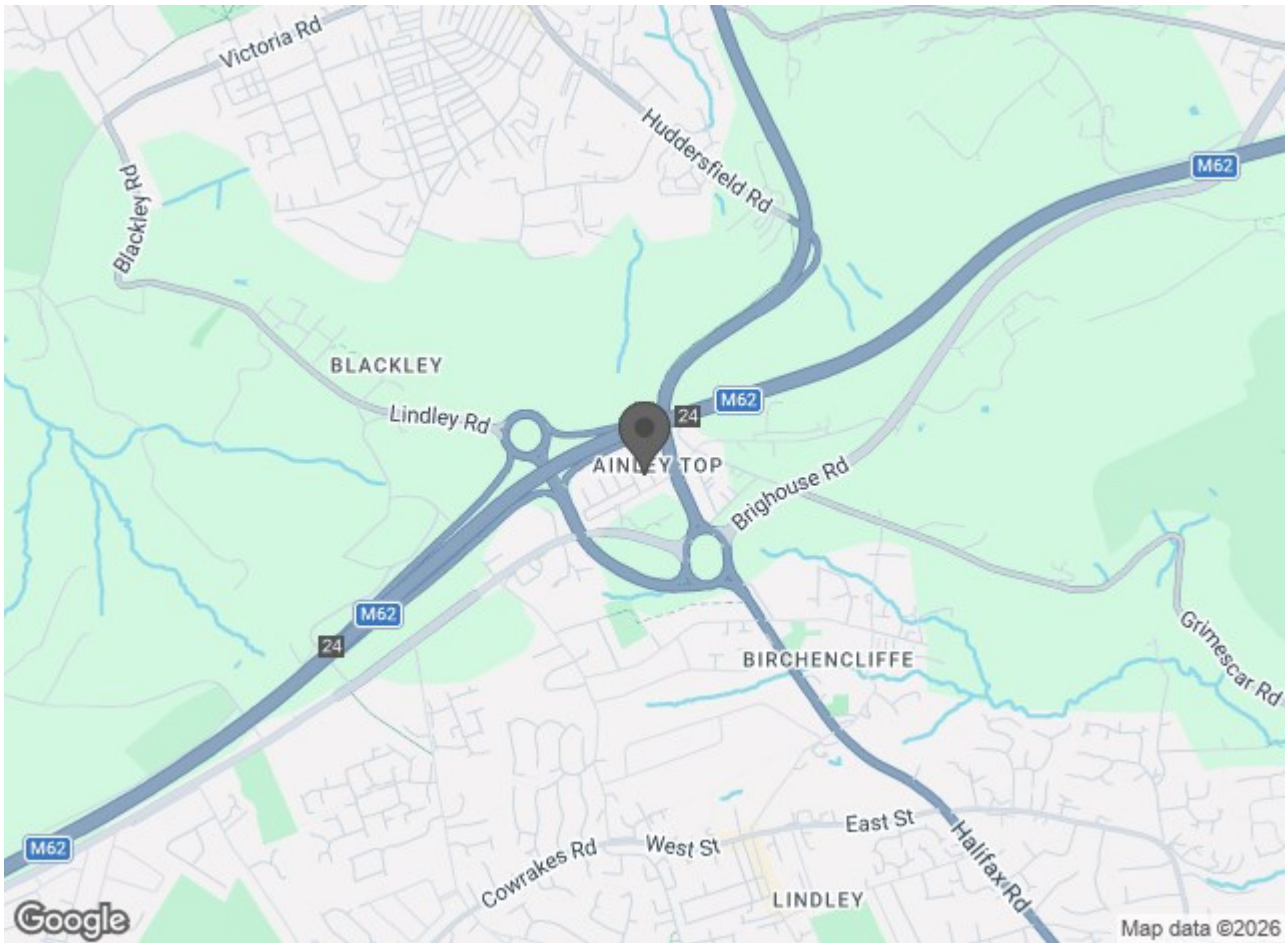 Victoria Rd
Huddersfield Rd
M62
Blackley Rd
BLACKLEY
M62
Lindley Rd
24
AINLEY TOP
Brighouse Rd
M62
24
Grimescar Rd
BIRCHENCLIFFE
East St
M62
West St
Halifax Rd
Cowrakes Rd
LINDLEY
Google
Map data ©2026